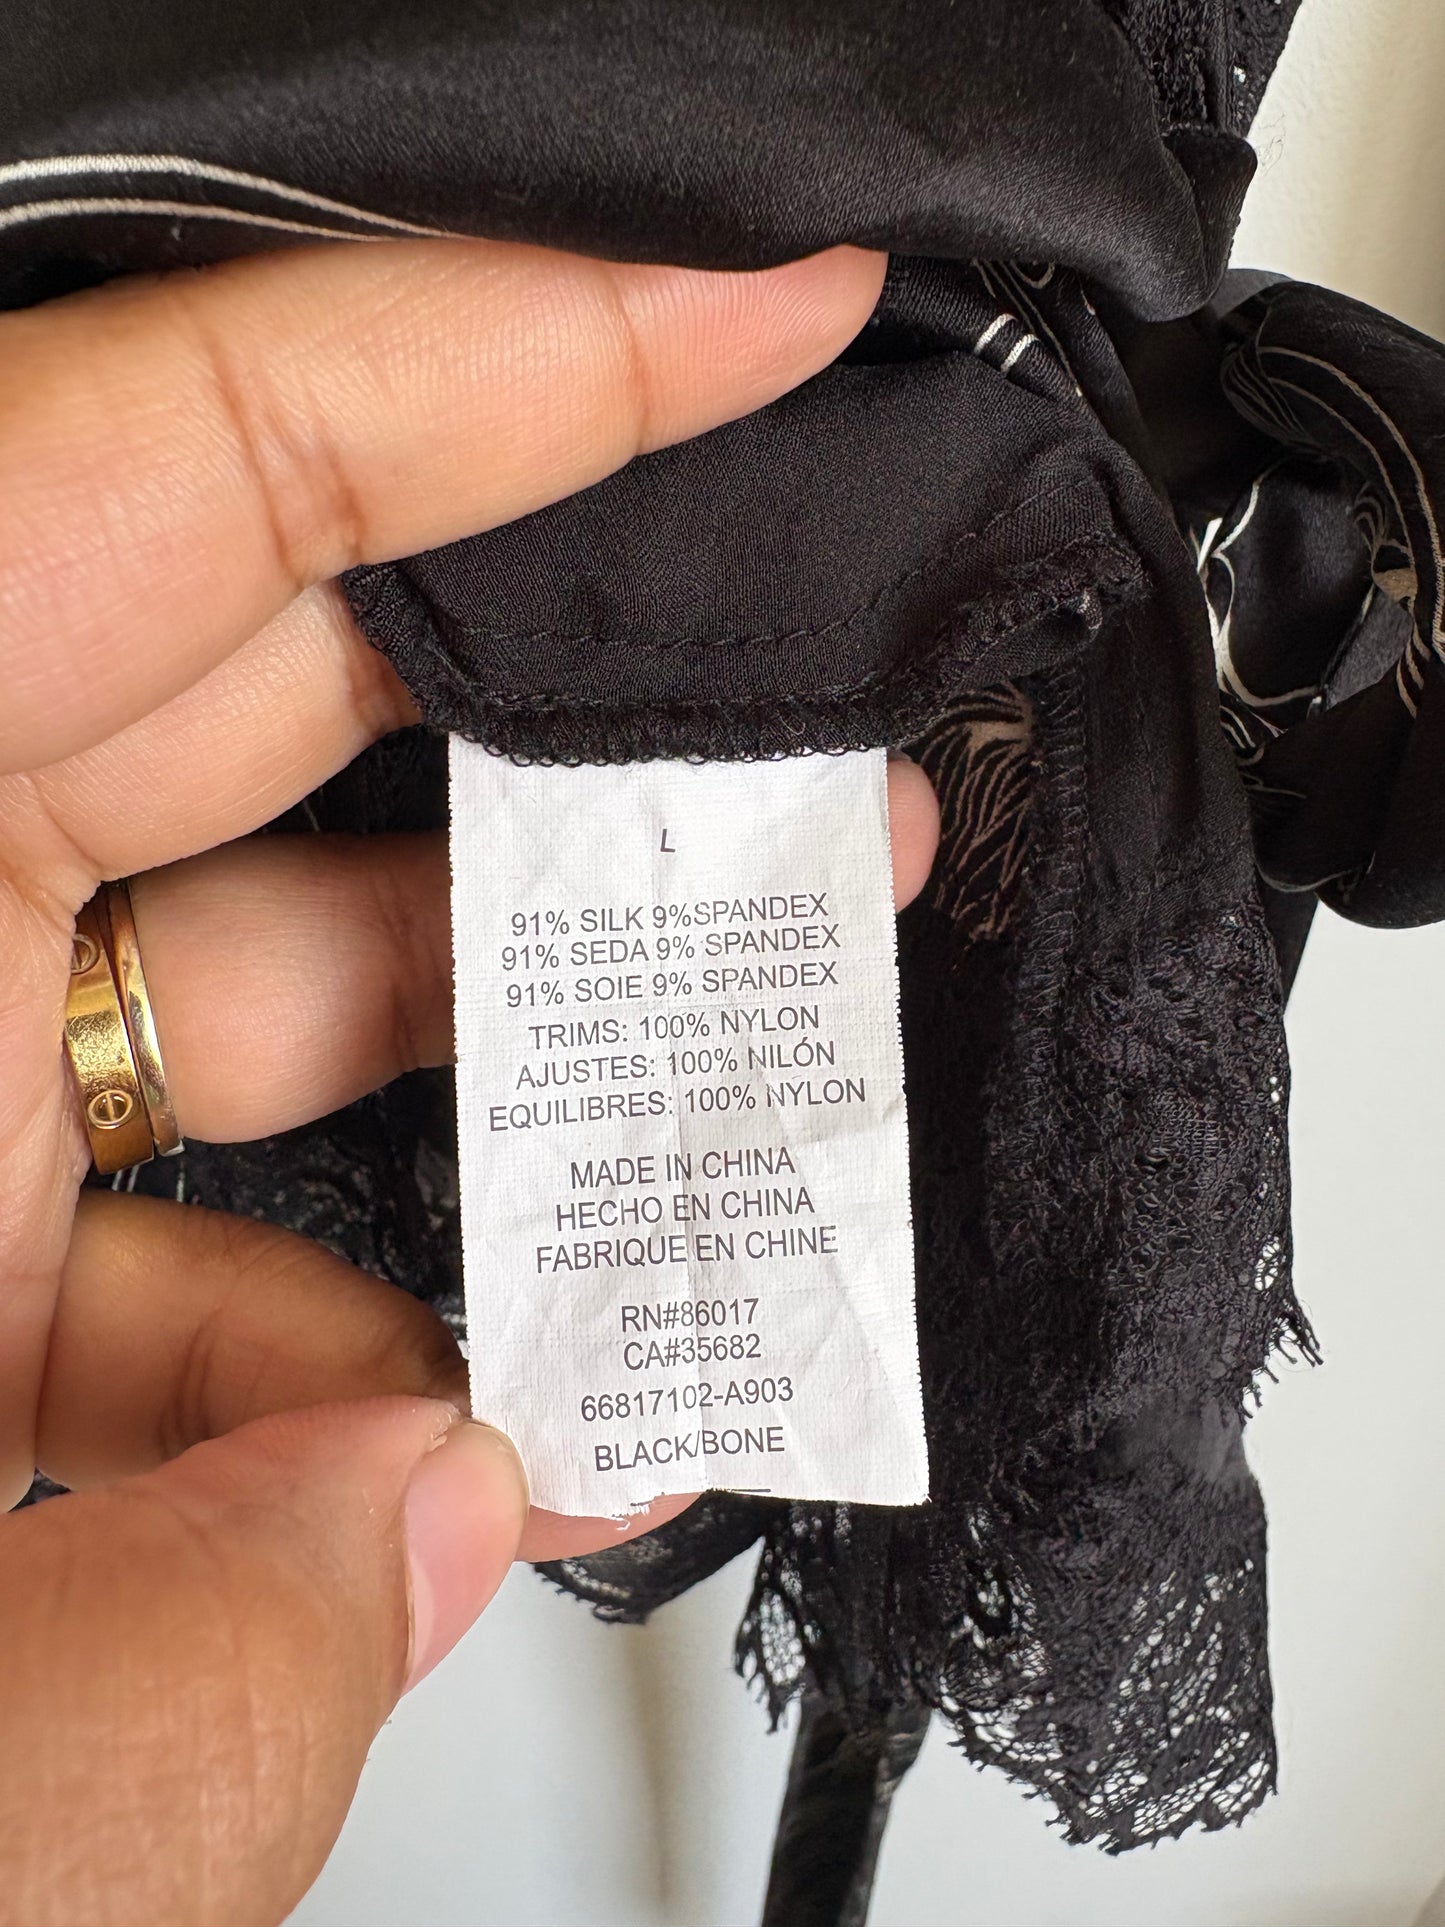 L
91% SILK 9%SPANDEX
91% SEDA 9% SPANDEX
91% SOIE 9% SPANDEX
TRIMS: 100% NYLON
AJUSTES: 100% NILÓN
EQUILIBRES: 100% NYLON
MADE IN CHINA
HECHO EN CHINA
FABRIQUE EN CHINE
RN#86017
CA#35682
66817102-A903
BLACK/BONE